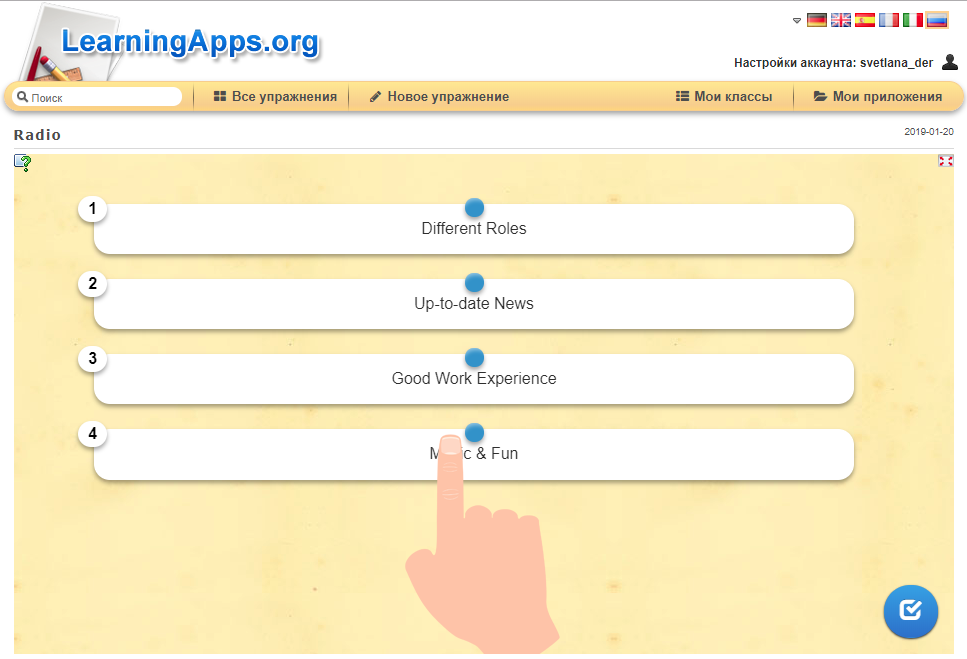 LearningApps.org
Настройки аккаунта: svetlana_der
Поиск
Все упражнения
Новое упражнение
Мои классы
Мои приложения
Radio
2019-01-20
1
Different Roles
2
Up-to-date News
3
Good Work Experience
4
& Fun